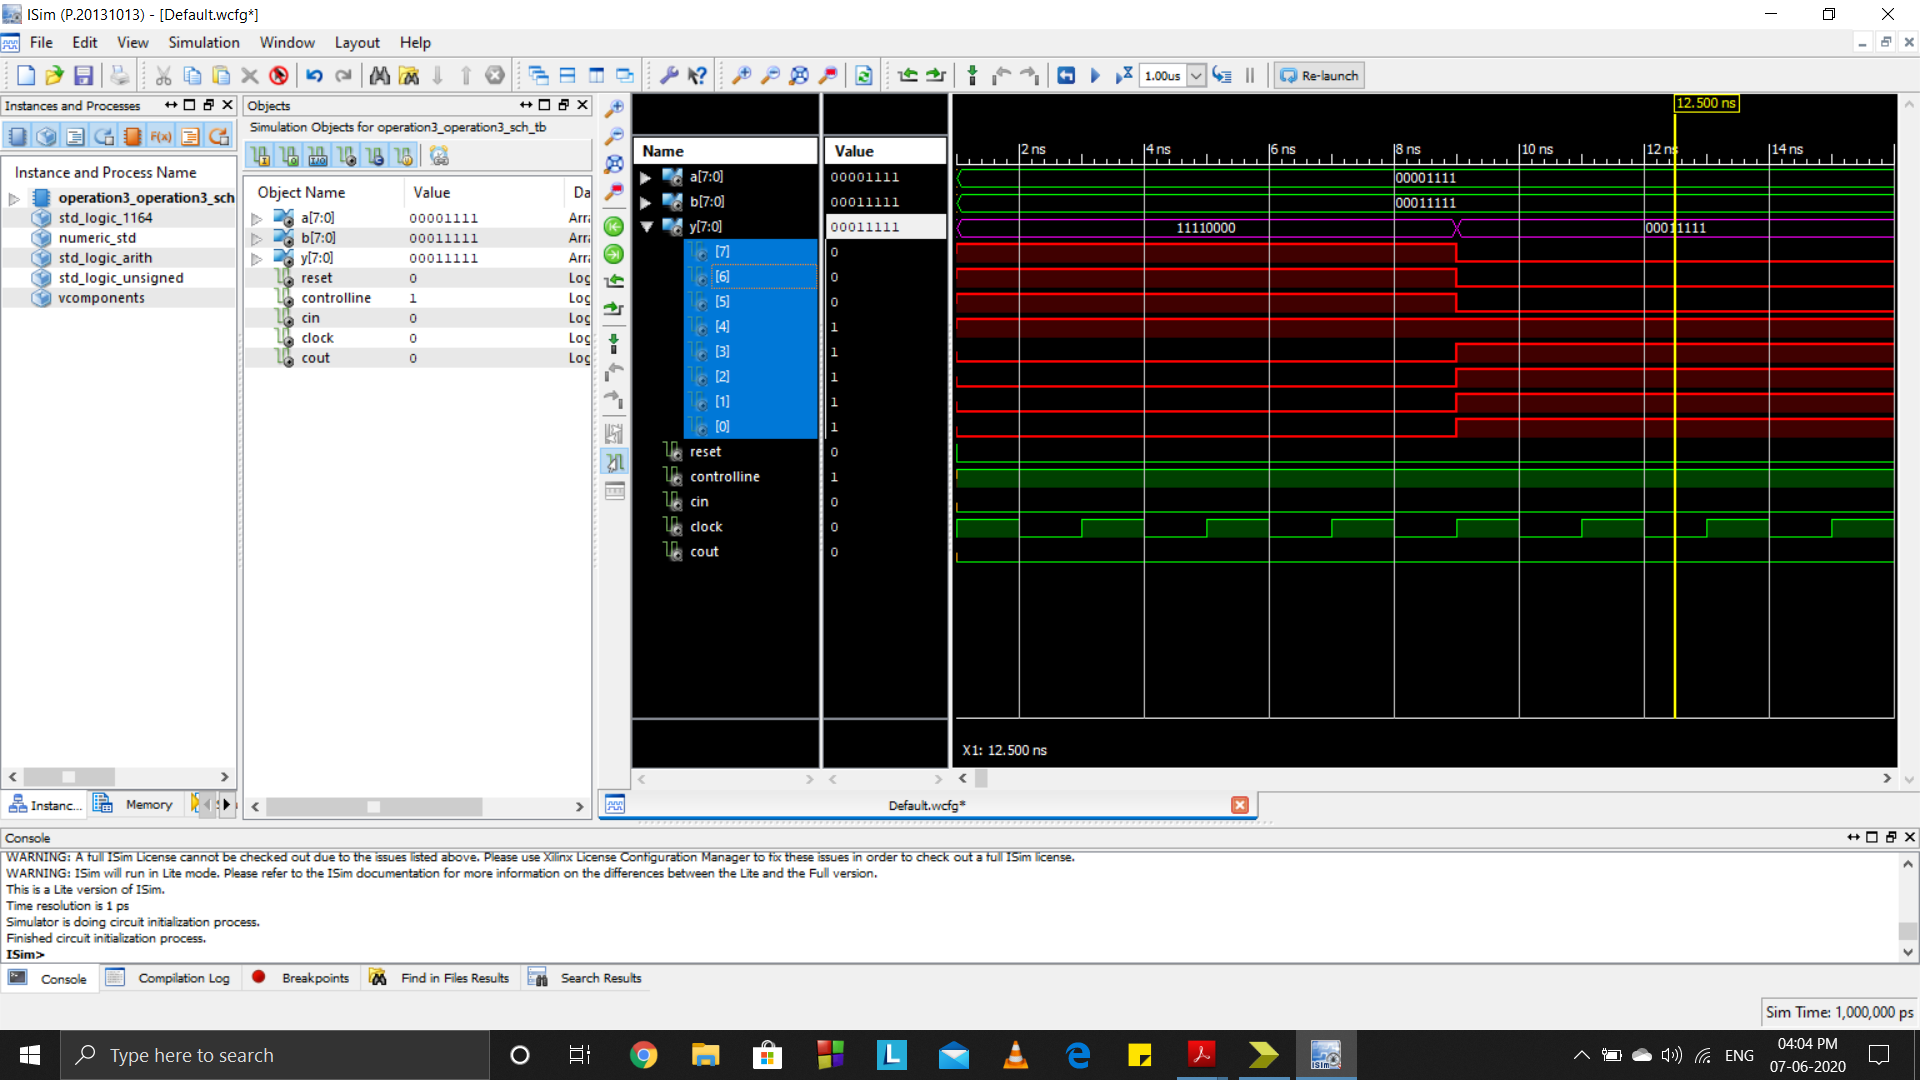 ISim (P.20131013) - [Default.wcfg*]
File Edit View Simulation Window Layout Help
1.00us
Re-launch
Instances and Processes
Instance and Process Name
operation3_operation3_sch
std_logic_1164
numeric_std
std_logic_arith
std_logic_unsigned
vcomponents
Instanc... Memory
Objects
Simulation Objects for operation3_operation3_sch_tb
Object Name Value Da
a[7:0] 00001111 Arr
b[7:0] 00011111 Arr
y[7:0] 00011111 Arr
reset 0 Log
controlline 1 Log
cin 0 Log
clock 0 Log
cout 0 Log
12.500 ns
Name Value 2 ns 4 ns 6 ns 8 ns 10 ns 12 ns 14 ns
a[7:0] 00001111 00001111
b[7:0] 00011111 00011111
y[7:0] 00011111 11110000 00011111
[7] 0
[6] 0
[5] 0
[4] 1
[3] 1
[2] 1
[1] 1
[0] 1
reset 0
controlline 1
cin 0
clock 0
cout 0
X1: 12.500 ns
Default.wcfg*
Console
WARNING: A full ISim License cannot be checked out due to the issues listed above. Please use Xilinx License Configuration Manager to fix these issues in order to check out a full ISim license.
WARNING: ISim will run in Lite mode. Please refer to the ISim documentation for more information on the differences between the Lite and the Full version.
This is a Lite version of ISim.
Time resolution is 1 ps
Simulator is doing circuit initialization process.
Finished circuit initialization process.
ISim>
Console Compilation Log Breakpoints Find in Files Results Search Results
Sim Time: 1,000,000 ps
Type here to search
ENG
04:04 PM
07-06-2020